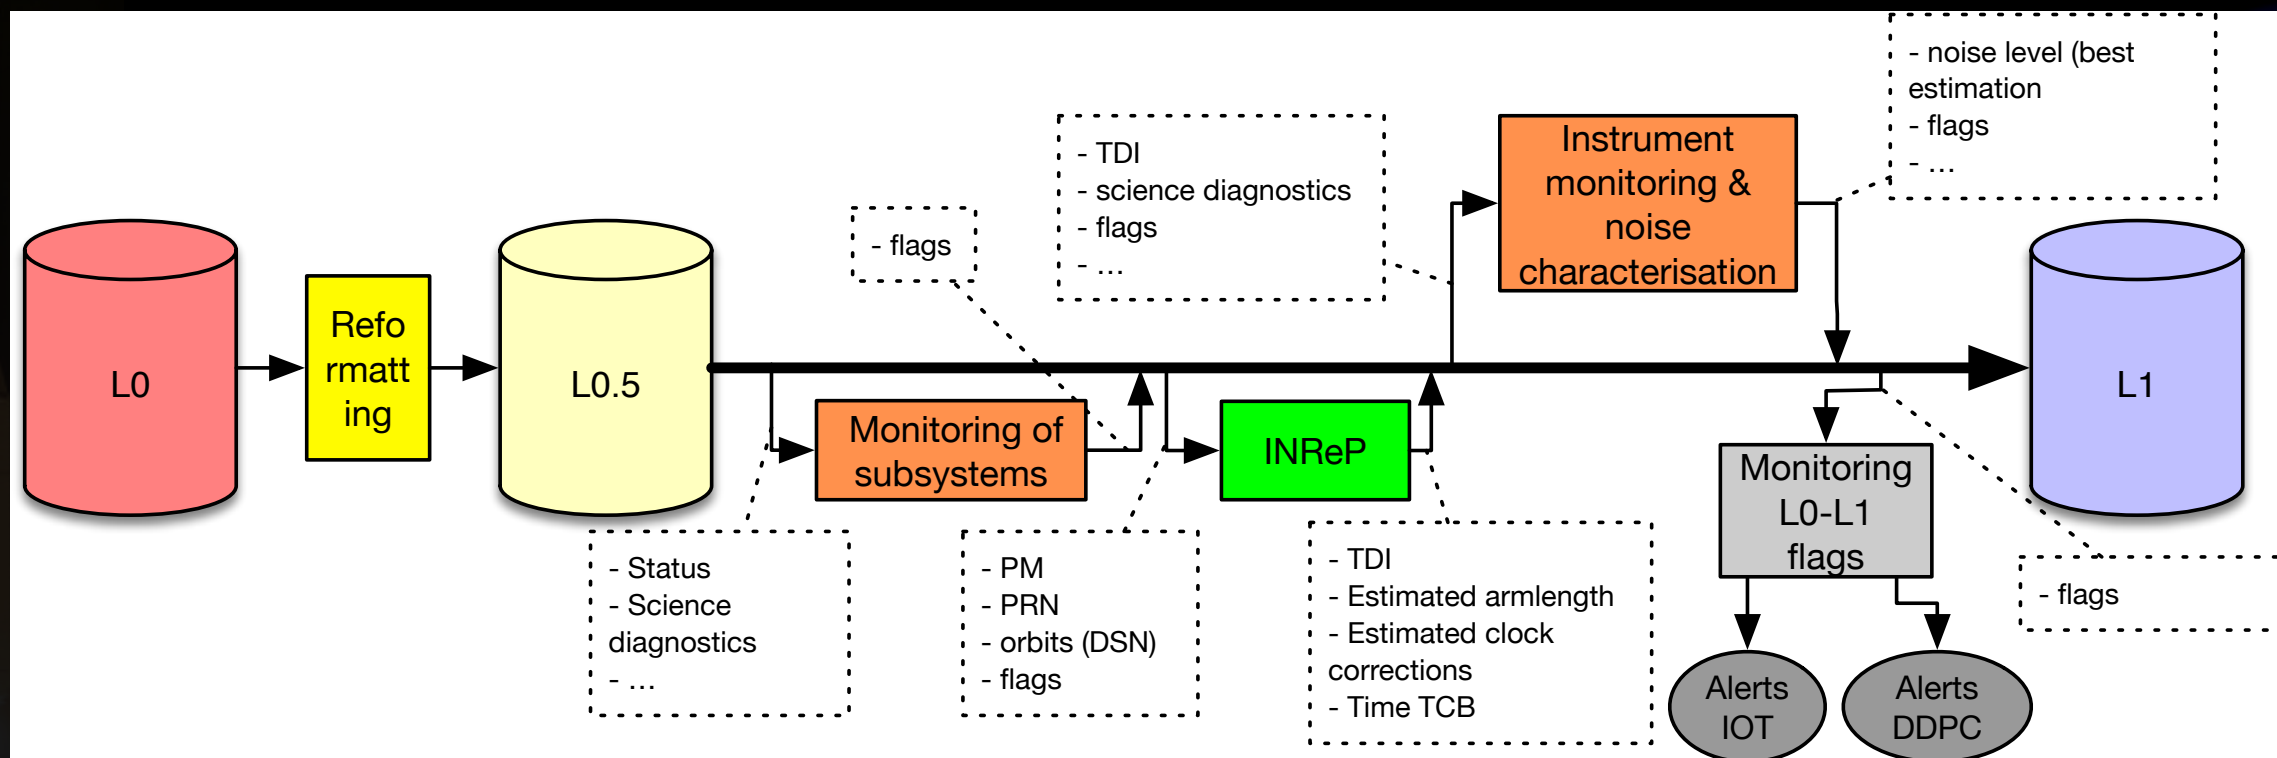 L0
Refo
rmatt
ing
L0.5
- flags
Monitoring of
subsystems
- Status
- Science
diagnostics
- …
- PM
- PRN
- orbits (DSN)
- flags
INReP
- TDI
- science diagnostics
- flags
- …
- TDI
- Estimated armlength
- Estimated clock
corrections
- Time TCB
Instrument
monitoring &
noise
characterisation
- noise level (best
estimation
- flags
- …
Monitoring
L0-L1
flags
Alerts
IOT
Alerts
DDPC
- flags
L1